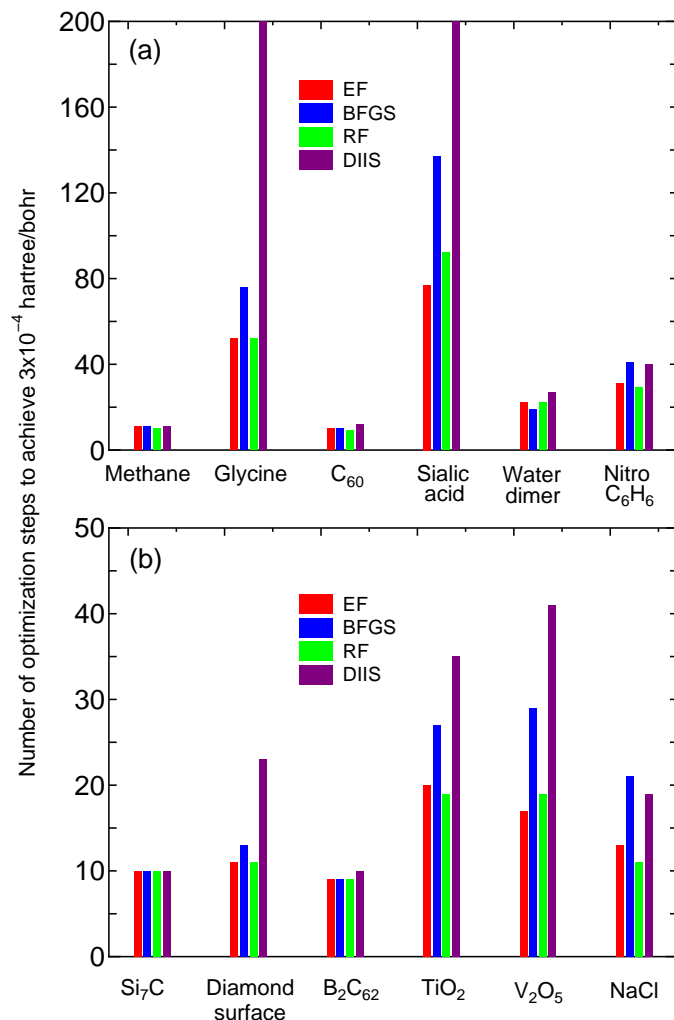 Number of optimization steps to achieve 3x10⁻⁴ hartree/bohr
(a)
200
160
120
80
40
0
EF
BFGS
RF
DIIS
Methane
Glycine
C₆₀
Sialic
acid
Water
dimer
Nitro
C₆H₆
(b)
50
40
30
20
10
0
EF
BFGS
RF
DIIS
Si₇C
Diamond
surface
B₂C₆₂
TiO₂
V₂O₅
NaCl